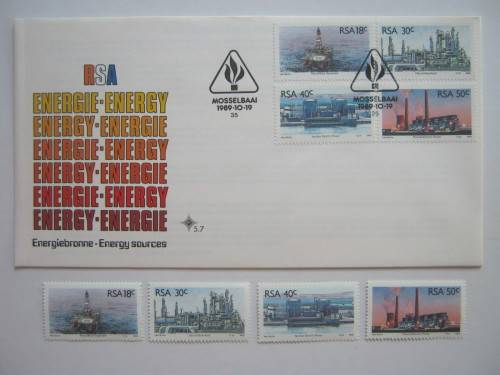 RSA
ENERGIE·ENERGY
ENERGY·ENERGIE
ENERGIE·ENERGY
ENERGY·ENERGIE
ENERGIE·ENERGY
ENERGY·ENERGIE
Energiebronne · Energy sources
5.7
MOSSELBAAI
1989·10·19
RSA 18c
RSA 30c
MOSSELBAAI
1989·10·19
RSA 40c
RSA 50c
RSA 18c
RSA 30c
RSA 40c
RSA 50c